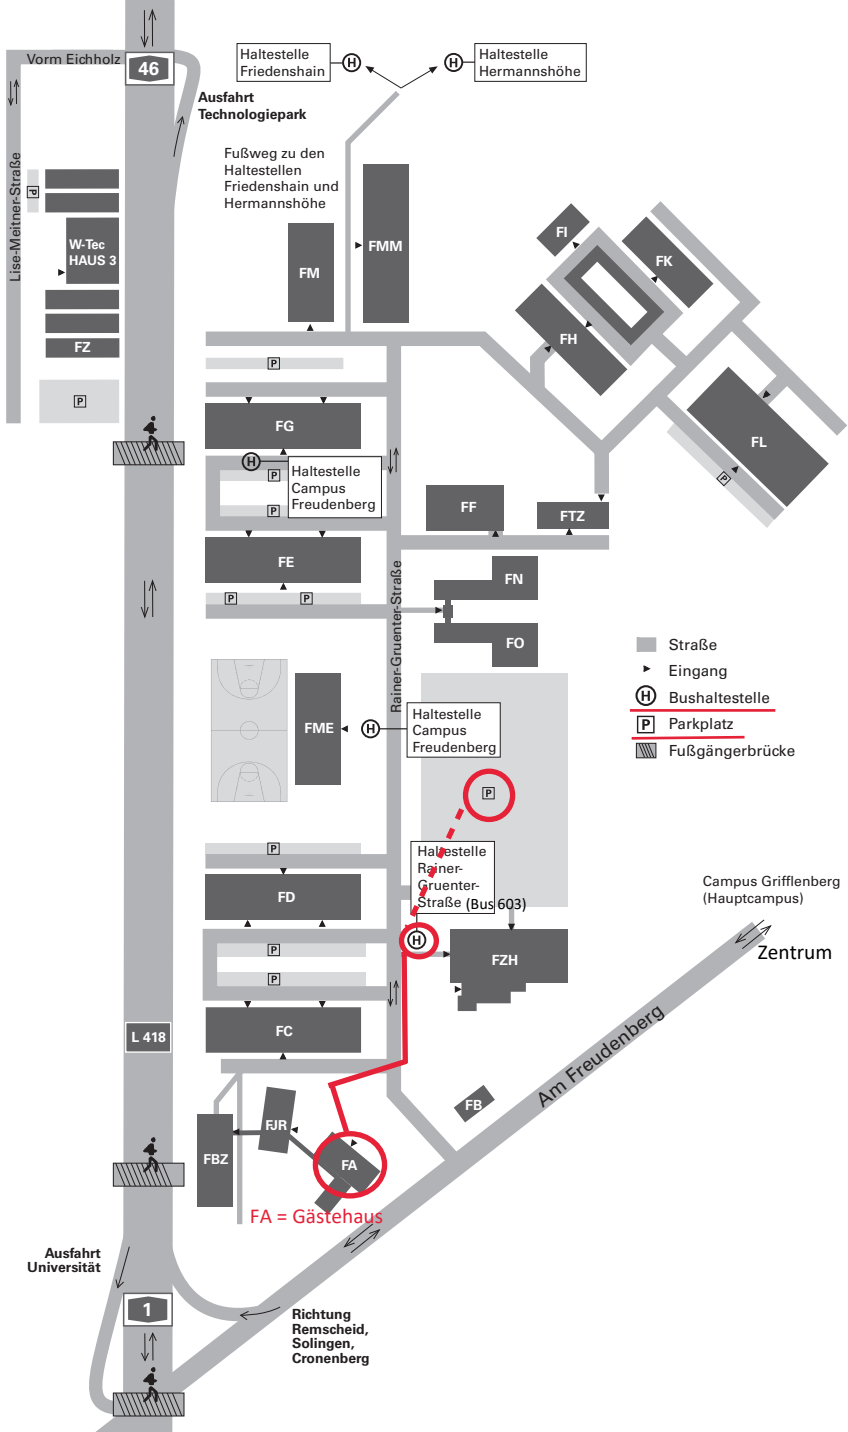 Vorm Eichholz
46
Ausfahrt
Technologiepark
Haltestelle
Friedenshain
H
H
Haltestelle
Hermannshöhe
Fußweg zu den
Haltestellen
Friedenshain und
Hermannshöhe
Lise-Meitner-Straße
P
W-Tec
HAUS 3
FZ
P
FM
FMM
FI
FK
FH
FL
P
P
FG
H
Haltestelle
Campus
Freudenberg
P
P
FF
FTZ
FE
P
P
FN
FO
Rainer-Gruenter-Straße
Straße
Eingang
H
Bushaltestelle
P
Parkplatz
Fußgängerbrücke
FME
H
Haltestelle
Campus
Freudenberg
P
P
Haltestelle
Rainer-
Gruenter-
Straße (Bus 603)
FD
H
P
P
FZH
Campus Grifflenberg
(Hauptcampus)
Zentrum
L 418
FC
Am Freudenberg
FB
FJR
FBZ
FA
FA = Gästehaus
Ausfahrt
Universität
1
Richtung
Remscheid,
Solingen,
Cronenberg